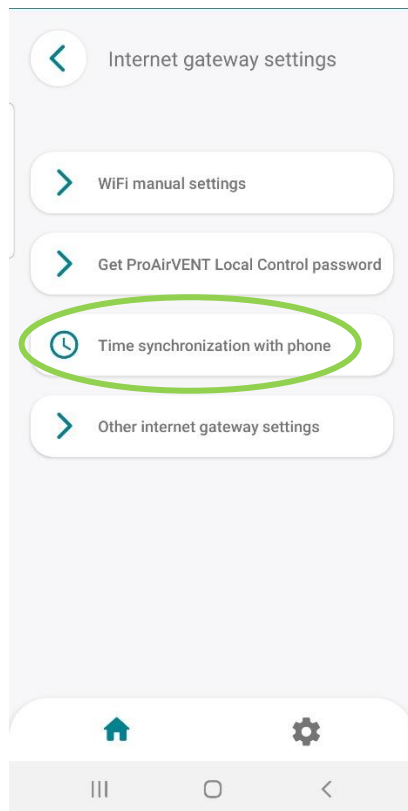 Internet gateway settings
WiFi manual settings
Get ProAirVENT Local Control password
Time synchronization with phone
Other internet gateway settings